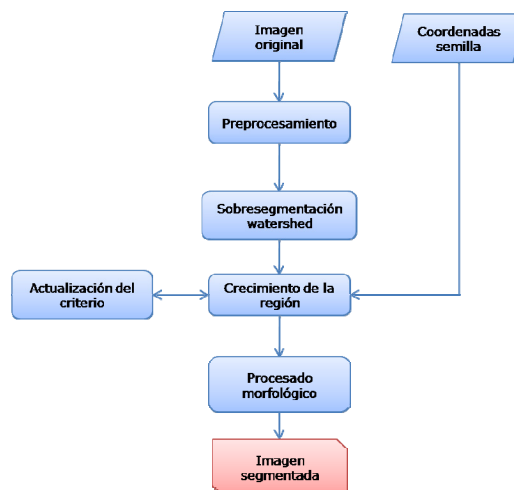 Imagen
original
Coordenadas
semilla
Preprocesamiento
Sobresegmentación
watershed
Actualización del
criterio
Crecimiento de la
región
Procesado
morfológico
Imagen
segmentada